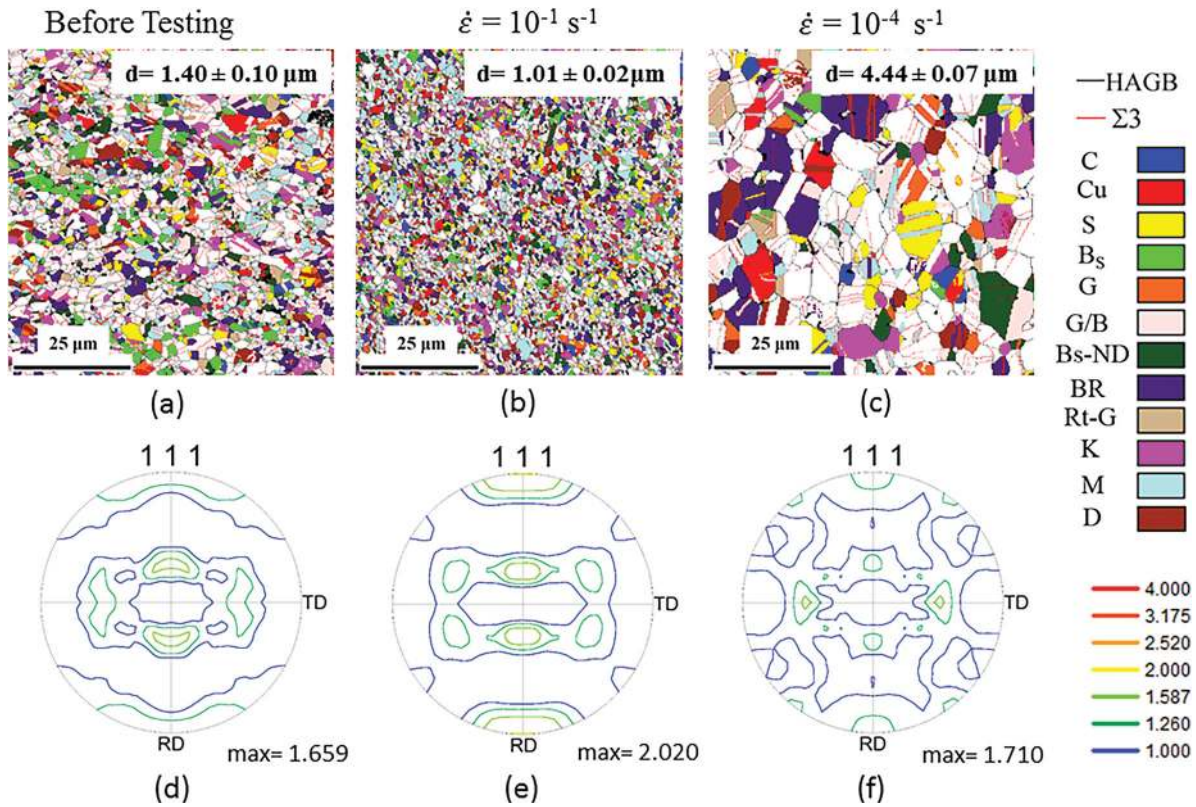 Before Testing
ε̇ = 10⁻¹ s⁻¹
ε̇ = 10⁻⁴ s⁻¹
d= 1.40 ± 0.10 μm
d= 1.01 ± 0.02μm
d= 4.44 ± 0.07 μm
25 μm
25 μm
25 μm
(a)
(b)
(c)
HAGB
Σ3
C
Cu
S
B_S
G
G/B
Bs-ND
BR
Rt-G
K
M
D
1 1 1
TD
RD
max= 1.659
(d)
1 1 1
TD
RD
max= 2.020
(e)
1 1 1
TD
RD
max= 1.710
(f)
4.000
3.175
2.520
2.000
1.587
1.260
1.000